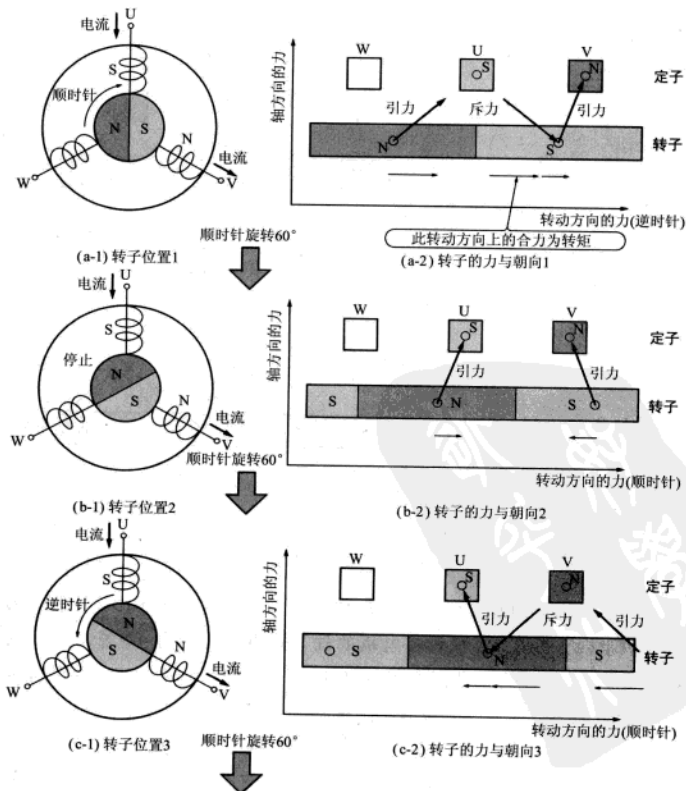 电流
U
S
顺时针
N
S
N
W
电流
V
轴方向的力
W
U
V
S
N
定子
引力
斥力
引力
N
S
转子
转动方向的力(逆时针)
此转动方向上的合力为转矩
(a-1) 转子位置1
顺时针旋转60°
(a-2) 转子的力与朝向1
电流
U
S
停止
N
S
N
W
电流
V
轴方向的力
W
U
V
S
N
定子
引力
引力
S
N
S
转子
转动方向的力(顺时针)
顺时针旋转60°
(b-1) 转子位置2
(b-2) 转子的力与朝向2
电流
U
S
逆时针
N
S
N
W
电流
V
轴方向的力
W
U
V
S
N
定子
引力
斥力
引力
S
N
S
转子
转动方向的力(顺时针)
(c-1) 转子位置3
顺时针旋转60°
(c-2) 转子的力与朝向3